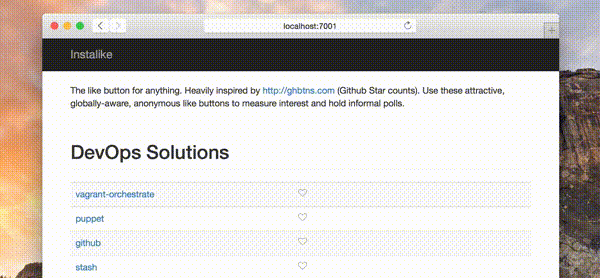 localhost:7001
Instalike
The like button for anything. Heavily inspired by http://ghbtns.com (Github Star counts). Use these attractive,
globally-aware, anonymous like buttons to measure interest and hold informal polls.
DevOps Solutions
vagrant-orchestrate
puppet
github
stash